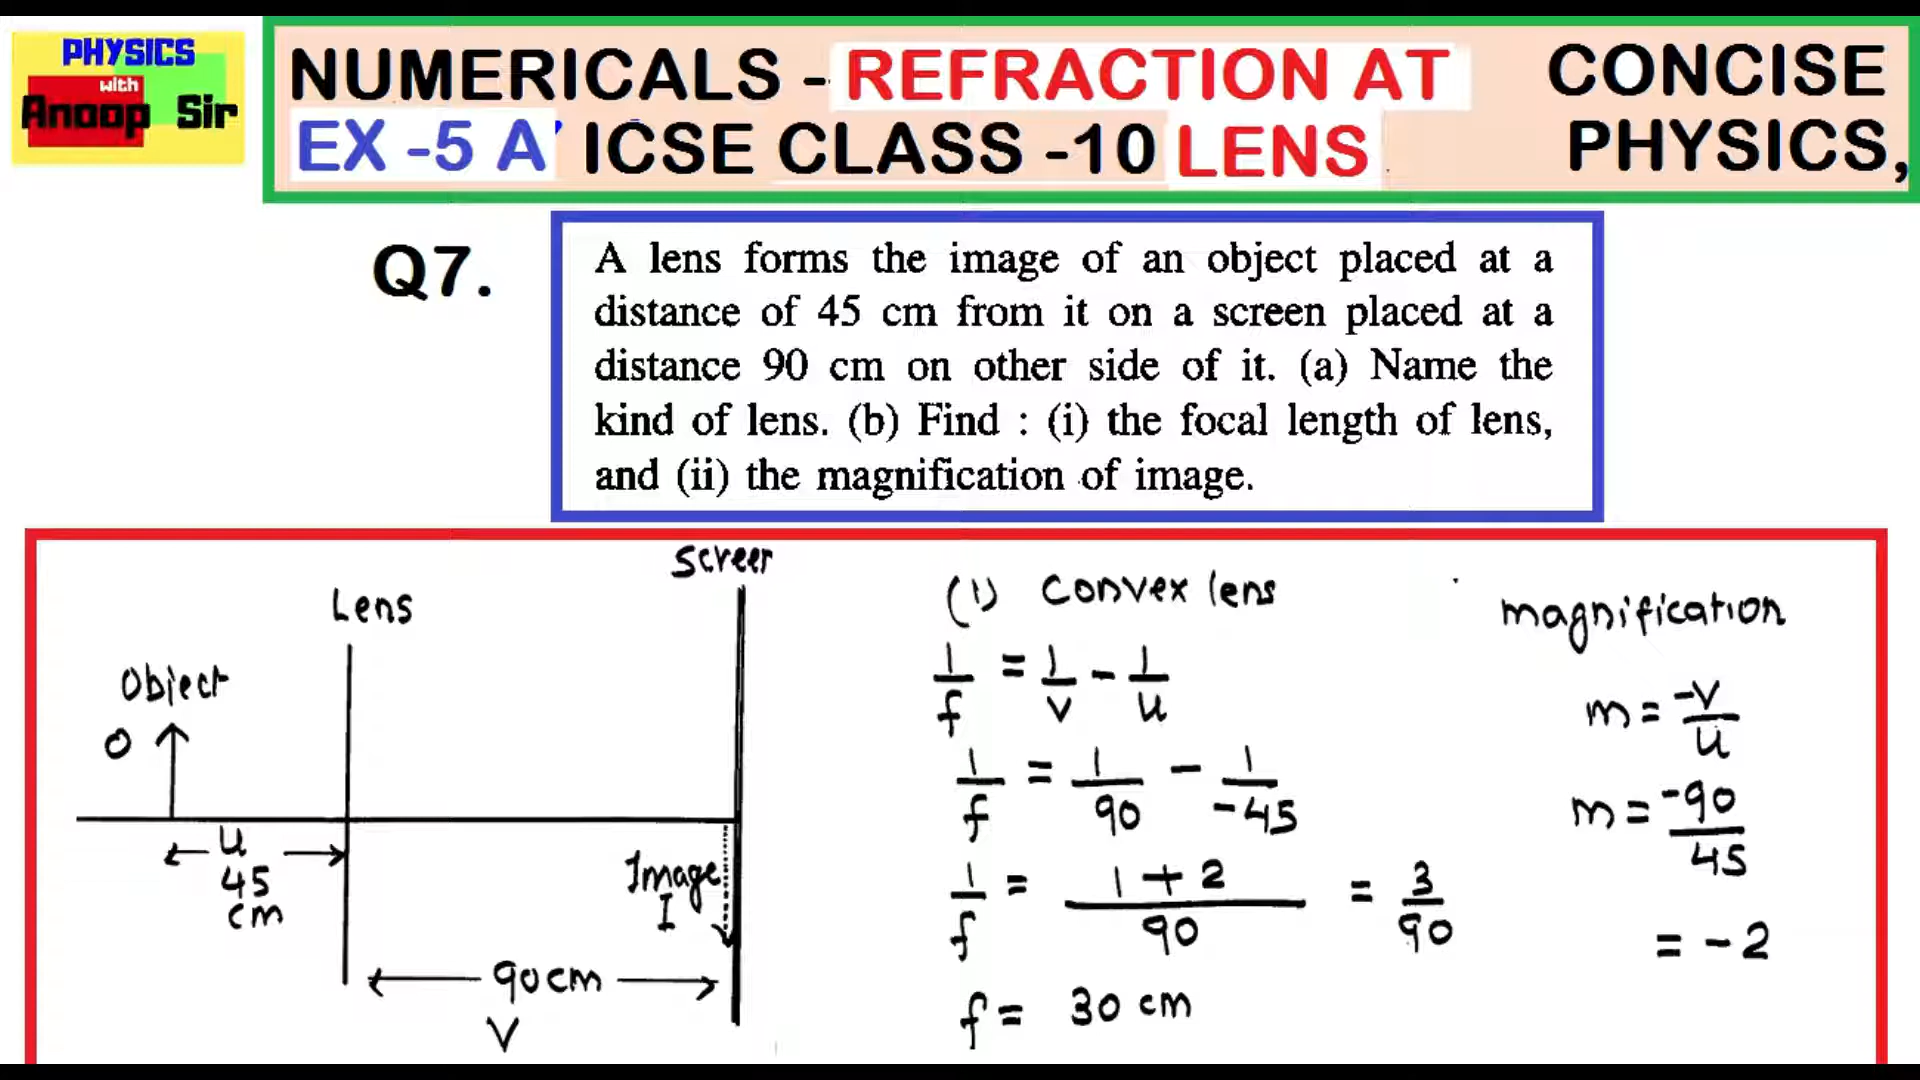 PHYSICS
with
Anoop Sir
NUMERICALS - REFRACTION AT CONCISE
EX -5 A' ICSE CLASS -10 LENS PHYSICS,
Q7.
A lens forms the image of an object placed at a
distance of 45 cm from it on a screen placed at a
distance 90 cm on other side of it. (a) Name the
kind of lens. (b) Find : (i) the focal length of lens,
and (ii) the magnification of image.
Screen
Lens
Object
O
u
45
cm
Image
I
90 cm
V
(1) Convex lens
1/f = 1/v - 1/u
1/f = 1/90 - 1/-45
1/f = 1+2/90 = 3/90
f = 30 cm
magnification
m = -v/u
m = -90/45
= -2